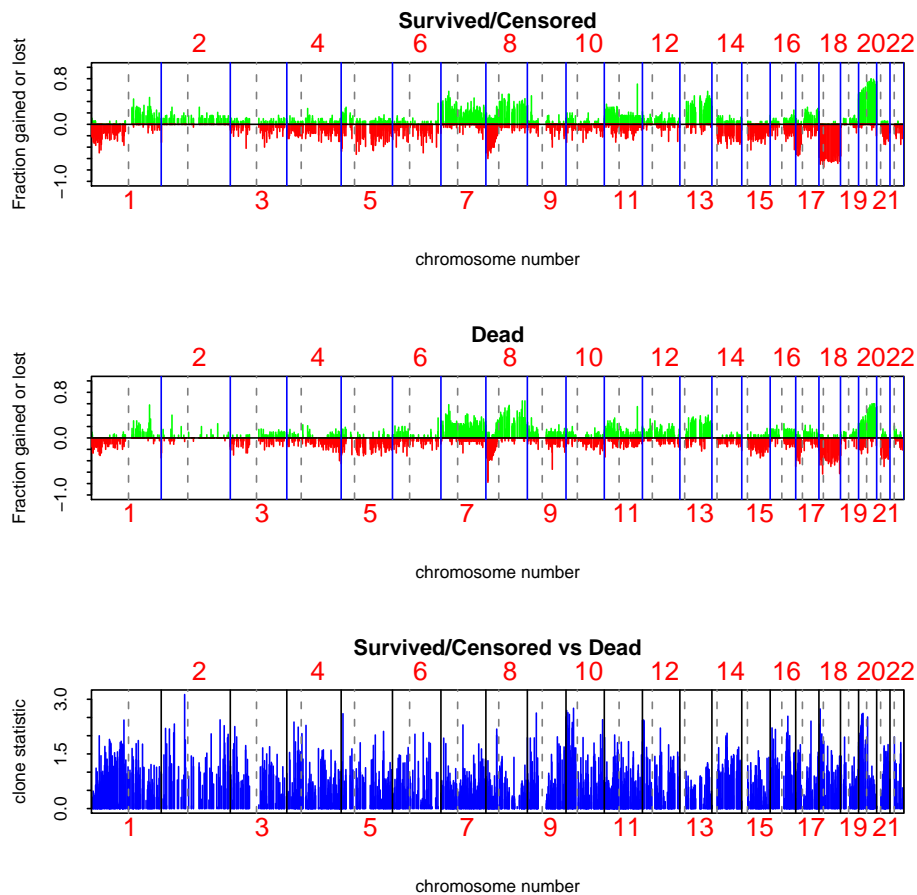 Survived/Censored
2 4 6 8 10 12 14 16 18 20 22
Fraction gained or lost
0.8
0.0
−1.0
1 3 5 7 9 11 13 15 17 19 21
chromosome number
Dead
2 4 6 8 10 12 14 16 18 20 22
Fraction gained or lost
0.8
0.0
−1.0
1 3 5 7 9 11 13 15 17 19 21
chromosome number
Survived/Censored vs Dead
2 4 6 8 10 12 14 16 18 20 22
clone statistic
3.0
1.5
0.0
1 3 5 7 9 11 13 15 17 19 21
chromosome number